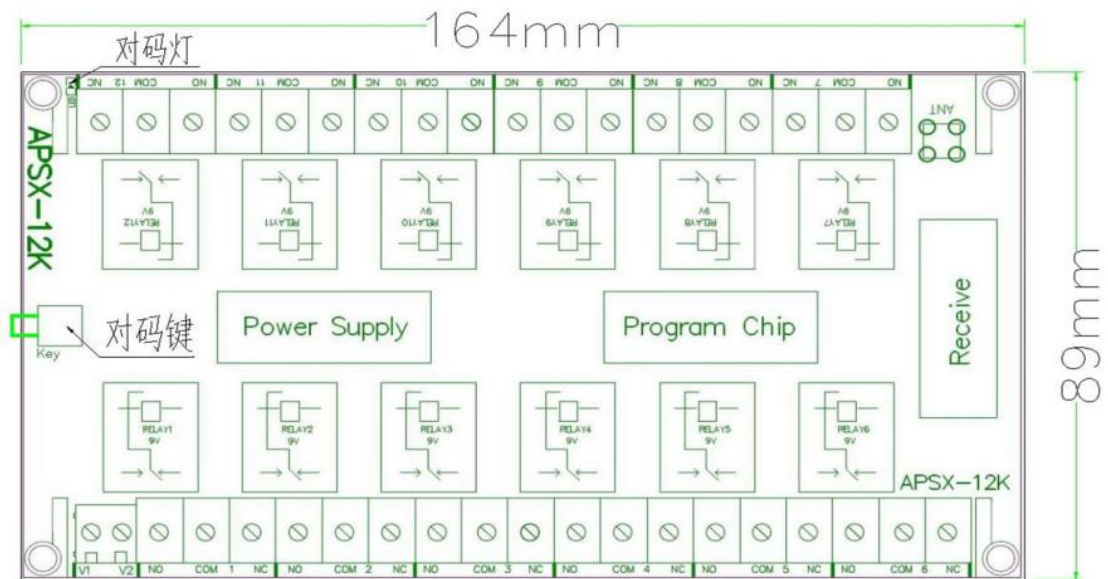 164mm
对码灯
NC 12 COM NO NC 11 COM NO NC 10 COM NO NC 9 COM NO NC 8 COM NO NC 7 COM NO
ANT
APSX-12K
9V 9V 9V 9V 9V 9V
RELAY12 RELAY11 RELAY10 RELAY9 RELAY8 RELAY7
对码键
Key
Power Supply
Program Chip
Receive
89mm
RELAY1 RELAY2 RELAY3 RELAY4 RELAY5 RELAY6
9V 9V 9V 9V 9V 9V
APSX-12K
V1 V2 NO COM 1 NC NO COM 2 NC NO COM 3 NC NO COM 4 NC NO COM 5 NC NO COM 6 NC